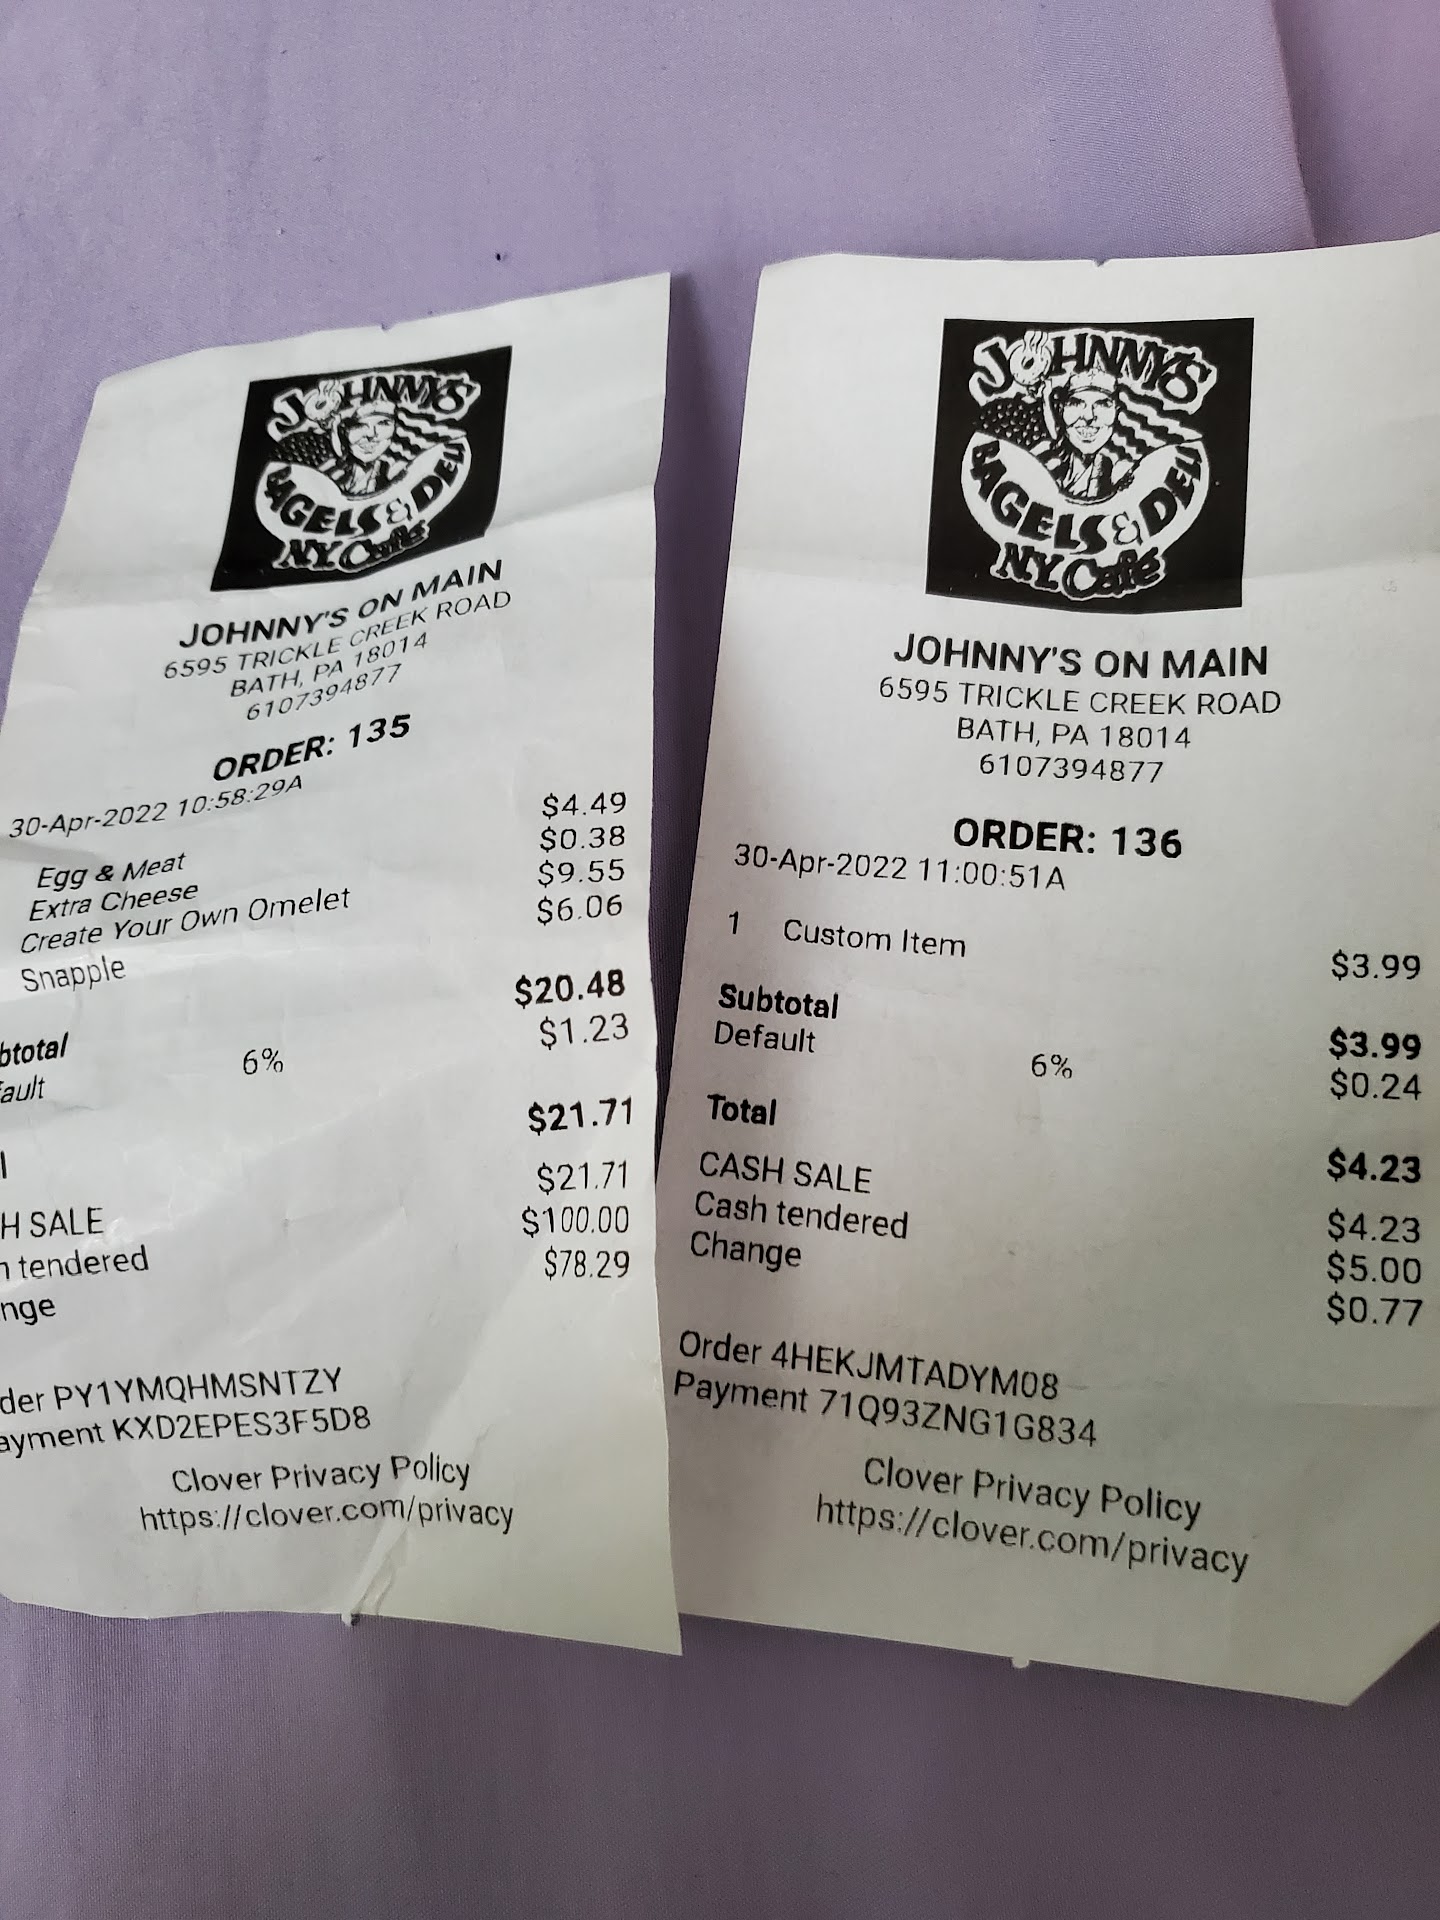 JOHNNY'S
BAGELS & DELI
NY Café
JOHNNY'S ON MAIN
6595 TRICKLE CREEK ROAD
BATH, PA 18014
6107394877
ORDER: 135
30-Apr-2022 10:58:29A
Egg & Meat $4.49
Extra Cheese $0.38
Create Your Own Omelet $9.55
Snapple $6.06
btotal $20.48
ault 6% $1.23
l $21.71
H SALE $21.71
n tendered $100.00
nge $78.29
der PY1YMQHMSNTZY
ayment KXD2EPES3F5D8
Clover Privacy Policy
https://clover.com/privacy
JOHNNY'S
BAGELS & DELI
NY Café
JOHNNY'S ON MAIN
6595 TRICKLE CREEK ROAD
BATH, PA 18014
6107394877
ORDER: 136
30-Apr-2022 11:00:51A
1 Custom Item $3.99
Subtotal $3.99
Default 6% $0.24
Total $4.23
CASH SALE $4.23
Cash tendered $5.00
Change $0.77
Order 4HEKJMTADYM08
Payment 71Q93ZNG1G834
Clover Privacy Policy
https://clover.com/privacy